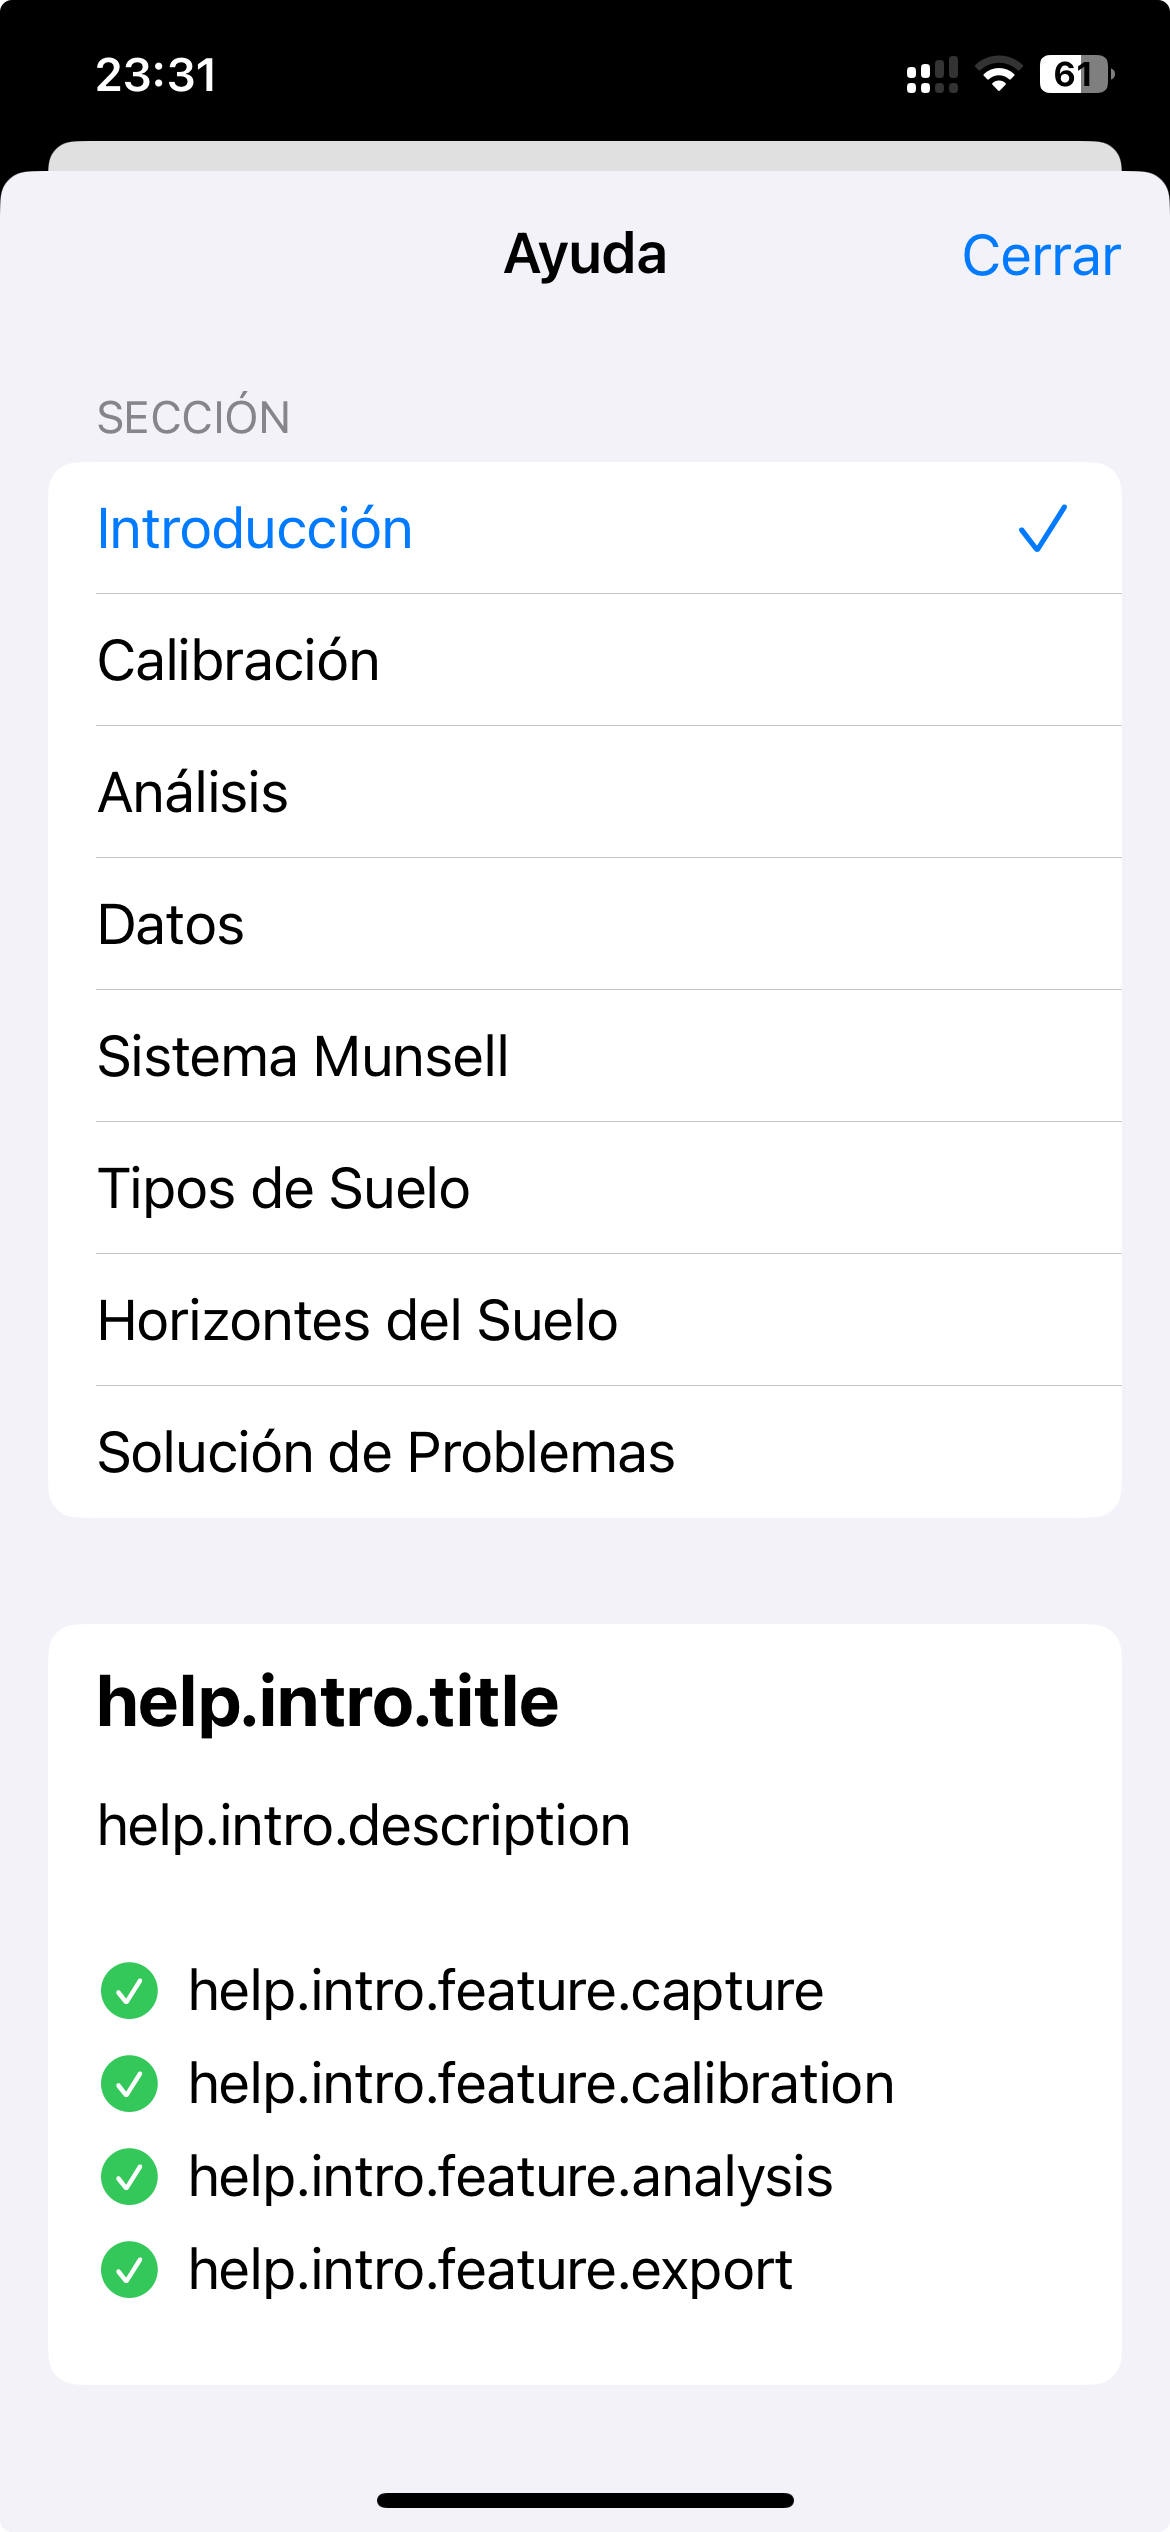 23:31
61
Ayuda
Cerrar
SECCIÓN
Introducción
Calibración
Análisis
Datos
Sistema Munsell
Tipos de Suelo
Horizontes del Suelo
Solución de Problemas
help.intro.title
help.intro.description
help.intro.feature.capture
help.intro.feature.calibration
help.intro.feature.analysis
help.intro.feature.export